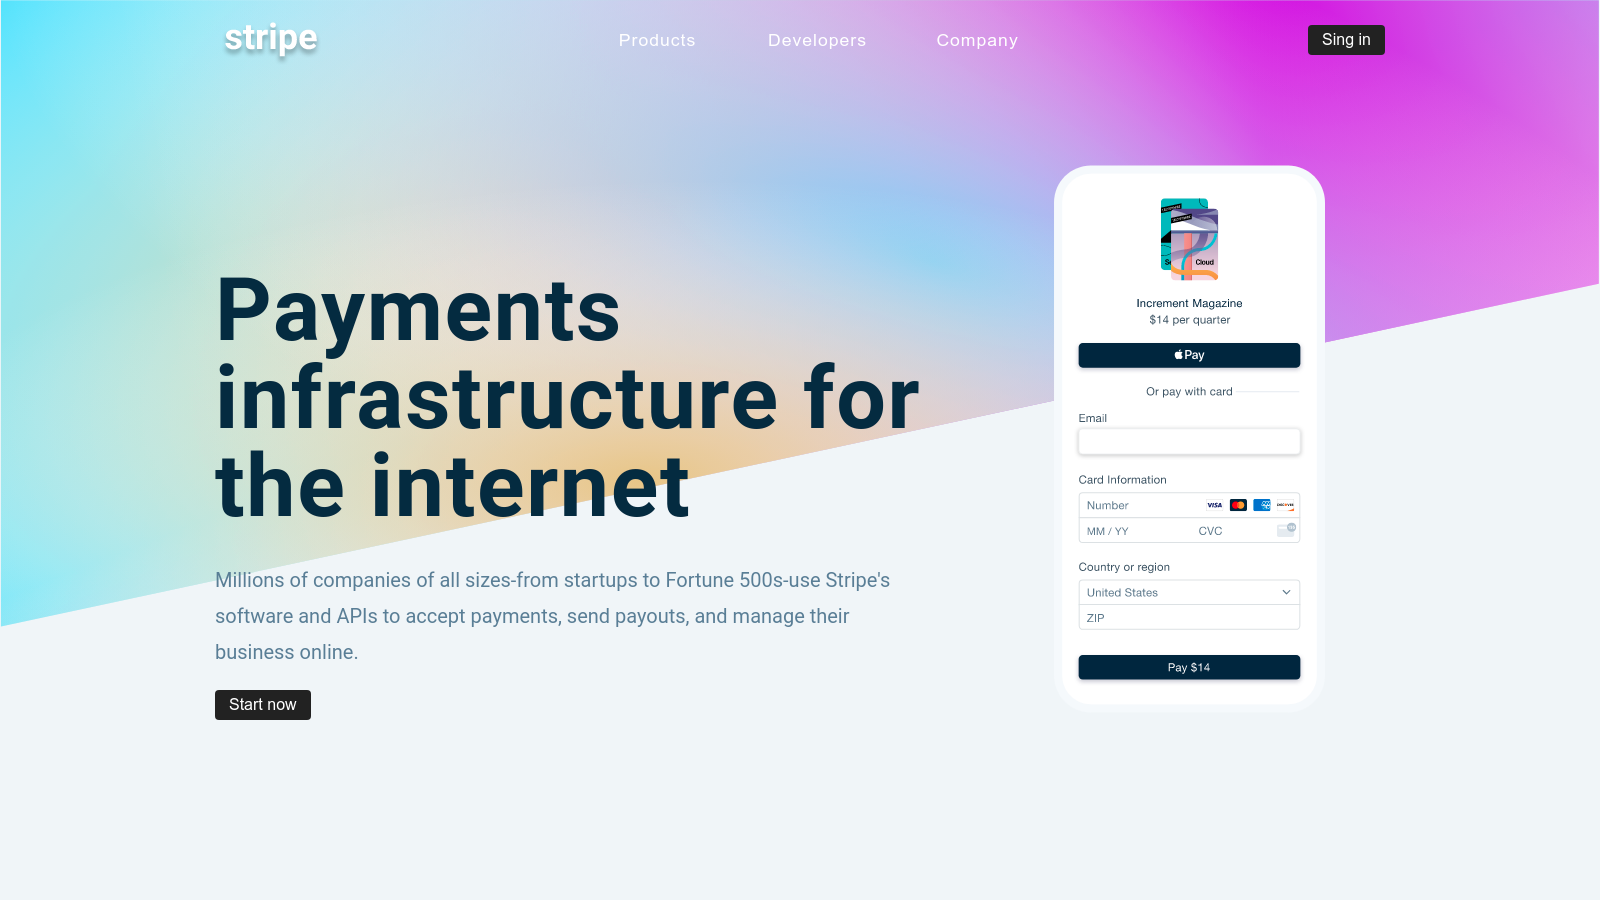 stripe
Products
Developers
Company
Sing in
Payments
infrastructure for
the internet
Millions of companies of all sizes-from startups to Fortune 500s-use Stripe's
software and APIs to accept payments, send payouts, and manage their
business online.
Start now
Cloud
Increment Magazine
$14 per quarter
Pay
Or pay with card
Email
Card Information
Number
VISA
DISCOVER
MM / YY
CVC
Country or region
United States
ZIP
Pay $14